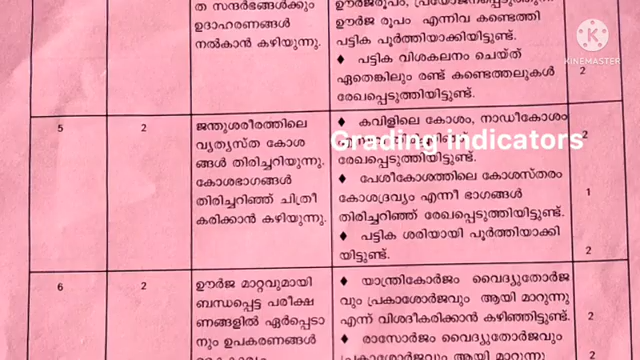 ത സന്ദർഭങ്ങൾക്കും
ഉദാഹരണങ്ങൾ
നൽകാൻ കഴിയുന്നു.
ഊർജരൂപം,
ഊർജ രൂപം എന്നിവ കണ്ടെത്തി
പട്ടിക പൂർത്തിയാക്കിയിട്ടുണ്ട്.
♦ പട്ടിക വിശകലനം ചെയ്ത്
ഏതെങ്കിലും രണ്ട് കണ്ടെത്തലുകൾ
രേഖപ്പെടുത്തിയിട്ടുണ്ട്.
2
KINEMASTER
5
2
ജന്തുശരീരത്തിലെ
വ്യത്യസ്ത കോശ
ങ്ങൾ തിരിച്ചറിയുന്നു.
കോശഭാഗങ്ങൾ
തിരിച്ചറിഞ്ഞ് ചിത്രീ
കരിക്കാൻ കഴിയുന്നു.
♦ കവിളിലെ കോശം, നാഡീകോശം
Grading indicators
രേഖപ്പെടുത്തിയിട്ടുണ്ട്.
2
♦ പേശീകോശത്തിലെ കോശസ്തരം
കോശദ്രവ്യം എന്നീ ഭാഗങ്ങൾ
തിരിച്ചറിഞ്ഞ് രേഖപ്പെടുത്തിയിട്ടുണ്ട്.
1
♦ പട്ടിക ശരിയായി പൂർത്തിയാക്കി
യിട്ടുണ്ട്.
2
6
2
ഊർജ മാറ്റവുമായി
ബന്ധപ്പെട്ട പരീക്ഷ
ണങ്ങളിൽ ഏർപ്പെടാ
നും ഉപകരണങ്ങൾ
♦ യാന്ത്രികോർജം വൈദ്യുതോർജ
വും പ്രകാശോർജവും ആയി മാറുന്നു
എന്ന് വിശദീകരിക്കാൻ കഴിഞ്ഞിട്ടുണ്ട്.
2
♦ രാസോർജം വൈദ്യുതോർജവും
പ്രകാശോർജവും ആയി മാറുന്നു
2